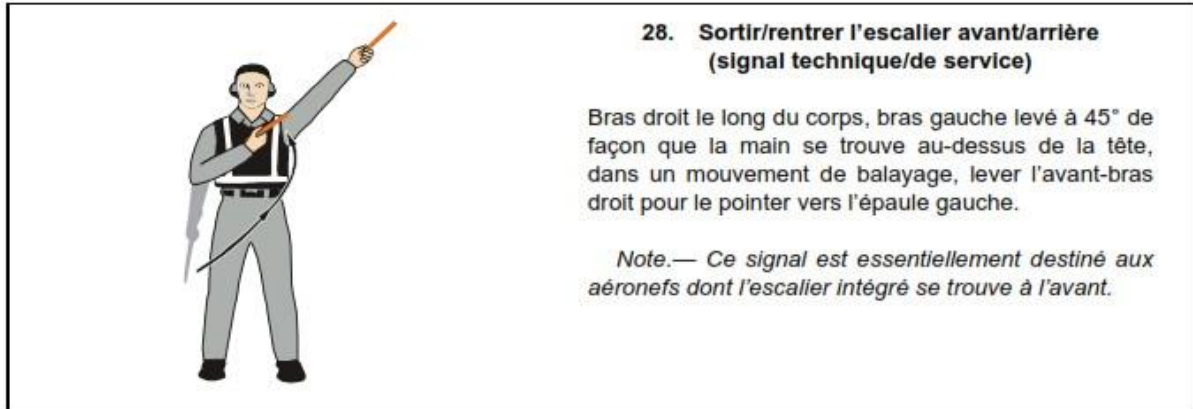 28. Sortir/rentrer l'escalier avant/arrière
(signal technique/de service)
Bras droit le long du corps, bras gauche levé à 45° de
façon que la main se trouve au-dessus de la tête,
dans un mouvement de balayage, lever l'avant-bras
droit pour le pointer vers l'épaule gauche.
Note.— Ce signal est essentiellement destiné aux
aéronefs dont l'escalier intégré se trouve à l'avant.